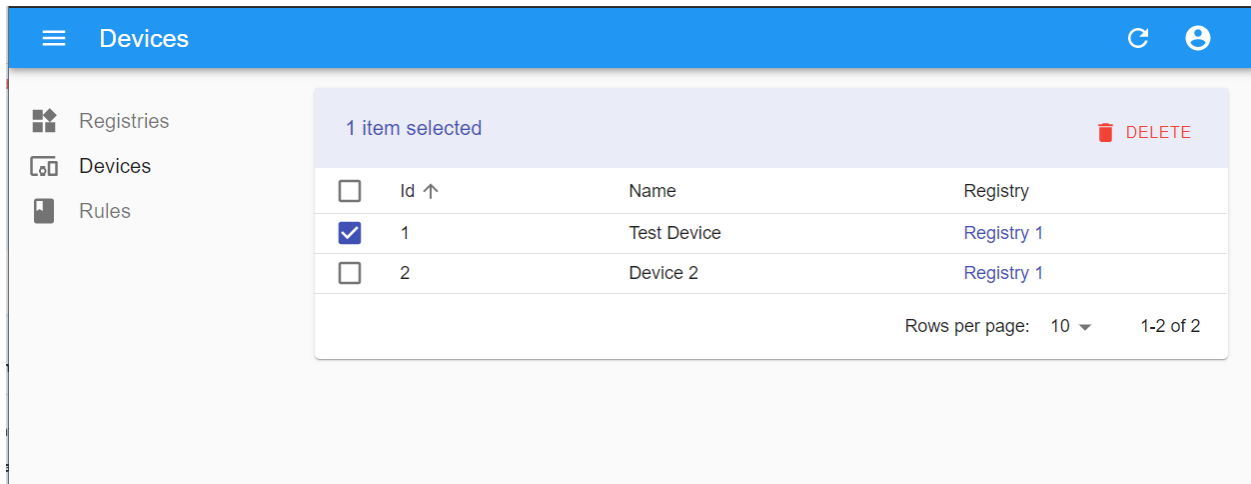 Devices
Registries
Devices
Rules
1 item selected
DELETE
Id Name Registry
1 Test Device Registry 1
2 Device 2 Registry 1
Rows per page: 10 1-2 of 2